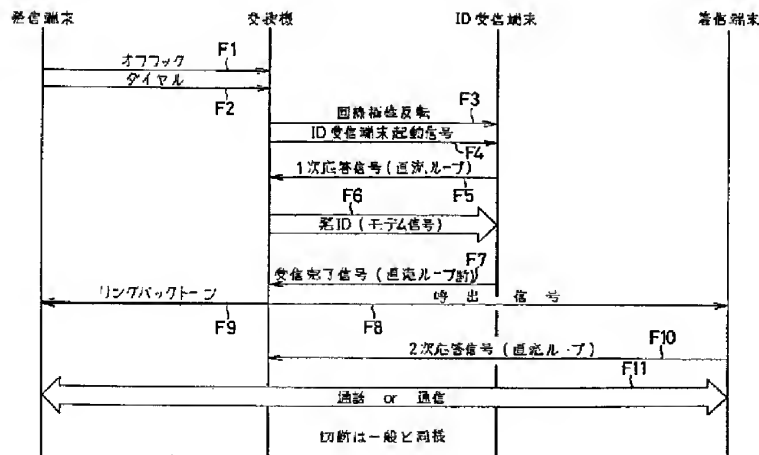 発信端末 交換機 ID受信端末 着信端末
オフフック F1
ダイヤル
F2
回線極性反転 F3
ID受信端末起動信号
F4
1次応答信号(直流ループ)
F5
F6
発ID(モデム信号)
F7
受信完了信号(直流ループ断)
リングバックトーン 呼出信号
F9 F8
F10
2次応答信号(直流ループ)
F11
通話 or 通信
切断は一般と同様